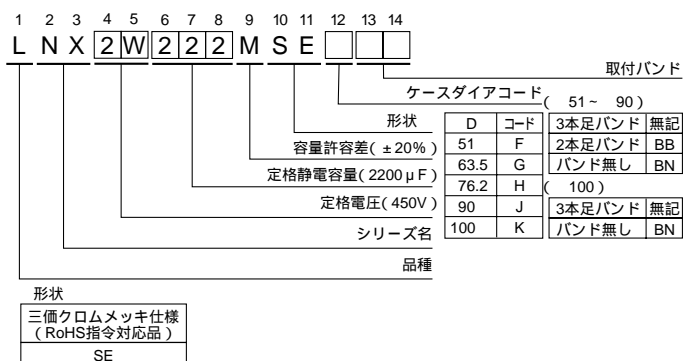 1 2 3 4 5 6 7 8 9 10 11 12 13 14
L N X 2 W 2 2 2 M S E
取付バンド
ケースダイアコード
形状
容量許容差(±20%)
定格静電容量(2200μF)
定格電圧(450V)
シリーズ名
品種
D コード
51 F
63.5 G
76.2 H
90 J
100 K
( 51~ 90)
3本足バンド 無記
2本足バンド BB
バンド無し BN
( 100)
3本足バンド 無記
バンド無し BN
形状
三価クロムメッキ仕様
(RoHS指令対応品)
SE